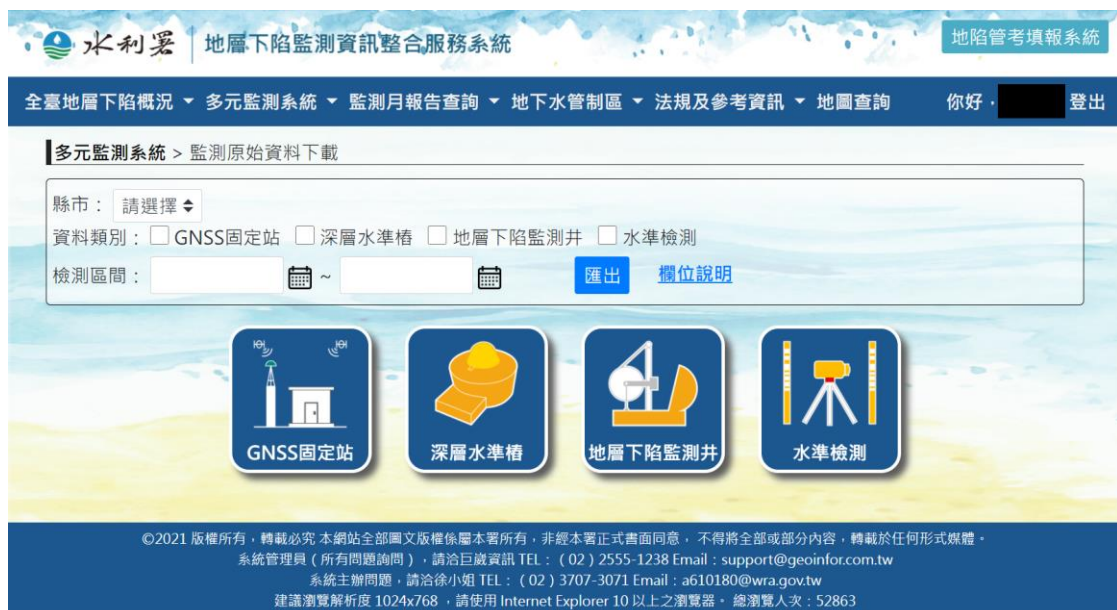 水利署 地層下陷監測資訊整合服務系統 地陷管考填報系統
全臺地層下陷概況 多元監測系統 監測月報告查詢 地下水管制區 法規及參考資訊 地圖查詢 你好, 登出
多元監測系統 > 監測原始資料下載
縣市: 請選擇
資料類別: GNSS固定站 深層水準樁 地層下陷監測井 水準檢測
檢測區間: ~ 匯出 欄位說明
GNSS固定站 深層水準樁 地層下陷監測井 水準檢測
©2021 版權所有,轉載必究 本網站全部圖文版權係屬本署所有,非經本署正式書面同意, 不得將全部或部分內容,轉載於任何形式媒體。
系統管理員(所有問題詢問),請洽巨崴資訊 TEL:(02)2555-1238 Email:support@geoinfor.com.tw
系統主辦問題,請洽徐小姐 TEL:(02)3707-3071 Email:a610180@wra.gov.tw
建議瀏覽解析度 1024x768 ,請使用 Internet Explorer 10 以上之瀏覽器。 總瀏覽人次:52863